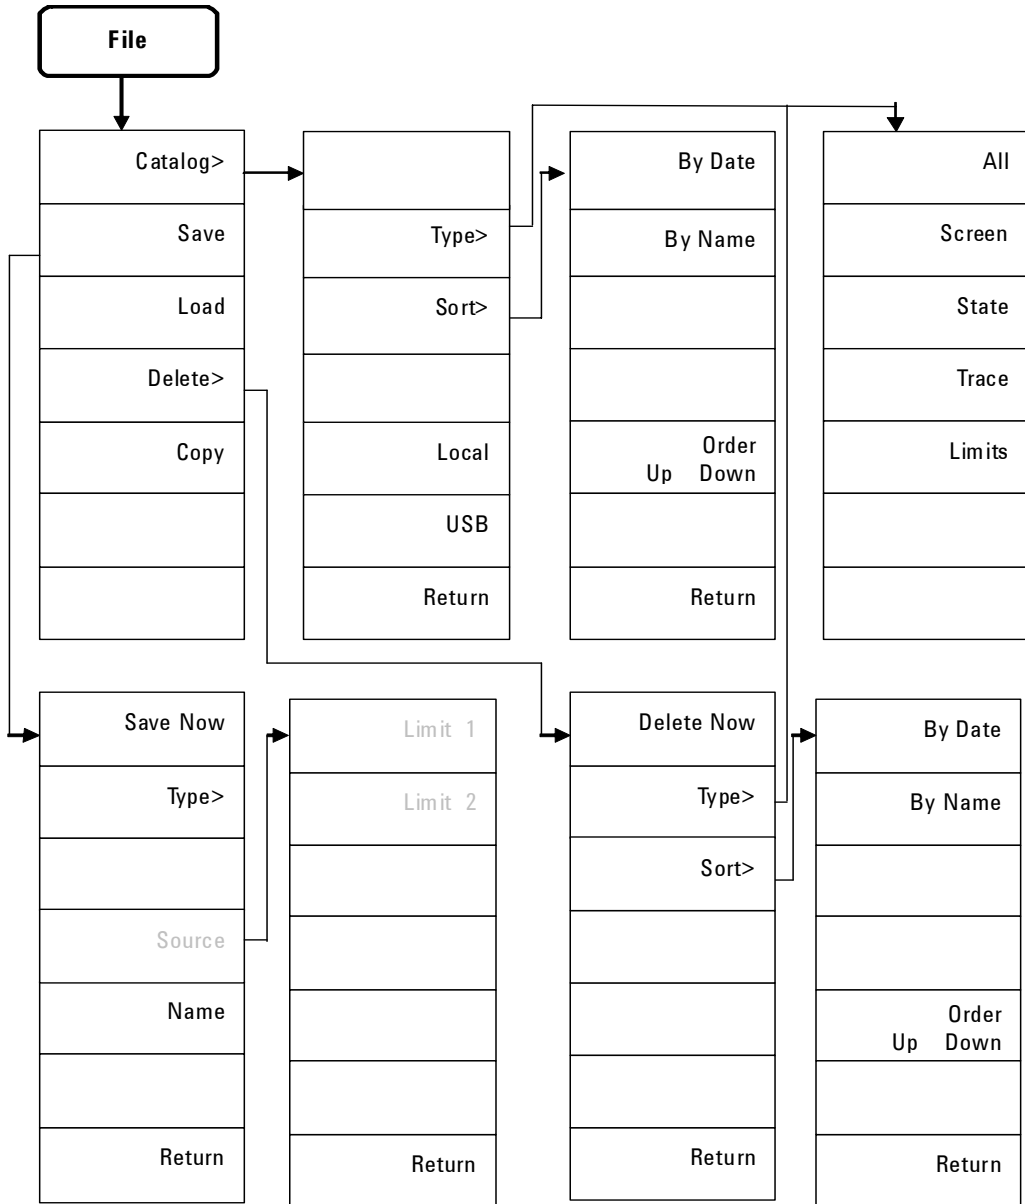 File
Catalog>
Save
Load
Delete>
Copy
Type>
Sort>
Local
USB
Return
By Date
By Name
Order
Up Down
Return
All
Screen
State
Trace
Limits
Save Now
Type>
Source
Name
Return
Limit 1
Limit 2
Return
Delete Now
Type>
Sort>
Return
By Date
By Name
Order
Up Down
Return